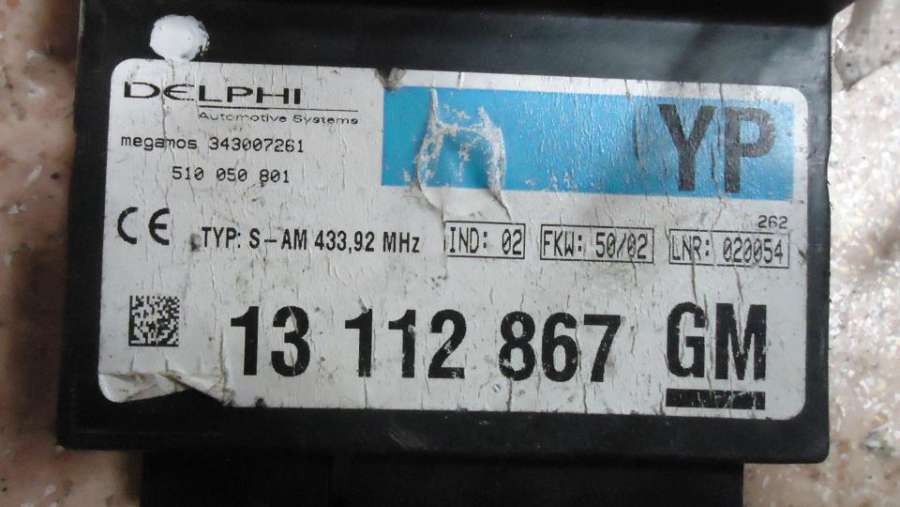 DELPHI
Automotive Systems
megamos 343007261
510 050 801
YP
262
CE TYP: S-AM 433,92 MHz IND: 02 FKW: 50/02 LNR: 020054
13 112 867 GM